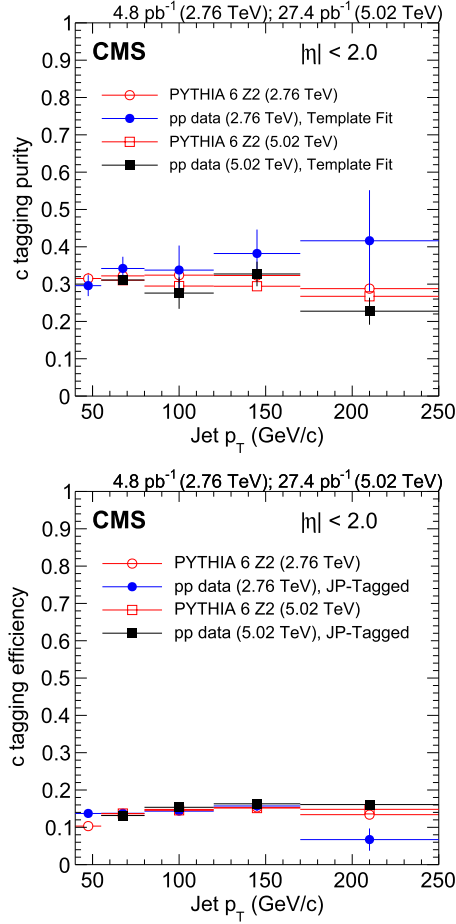 4.8 pb⁻¹ (2.76 TeV); 27.4 pb⁻¹ (5.02 TeV)
CMS |η| < 2.0
PYTHIA 6 Z2 (2.76 TeV)
pp data (2.76 TeV), Template Fit
PYTHIA 6 Z2 (5.02 TeV)
pp data (5.02 TeV), Template Fit
c tagging purity
1
0.9
0.8
0.7
0.6
0.5
0.4
0.3
0.2
0.1
0
50 100 150 200 250
Jet p_T (GeV/c)
4.8 pb⁻¹ (2.76 TeV); 27.4 pb⁻¹ (5.02 TeV)
CMS |η| < 2.0
PYTHIA 6 Z2 (2.76 TeV)
pp data (2.76 TeV), JP-Tagged
PYTHIA 6 Z2 (5.02 TeV)
pp data (5.02 TeV), JP-Tagged
c tagging efficiency
1
0.9
0.8
0.7
0.6
0.5
0.4
0.3
0.2
0.1
0
50 100 150 200 250
Jet p_T (GeV/c)